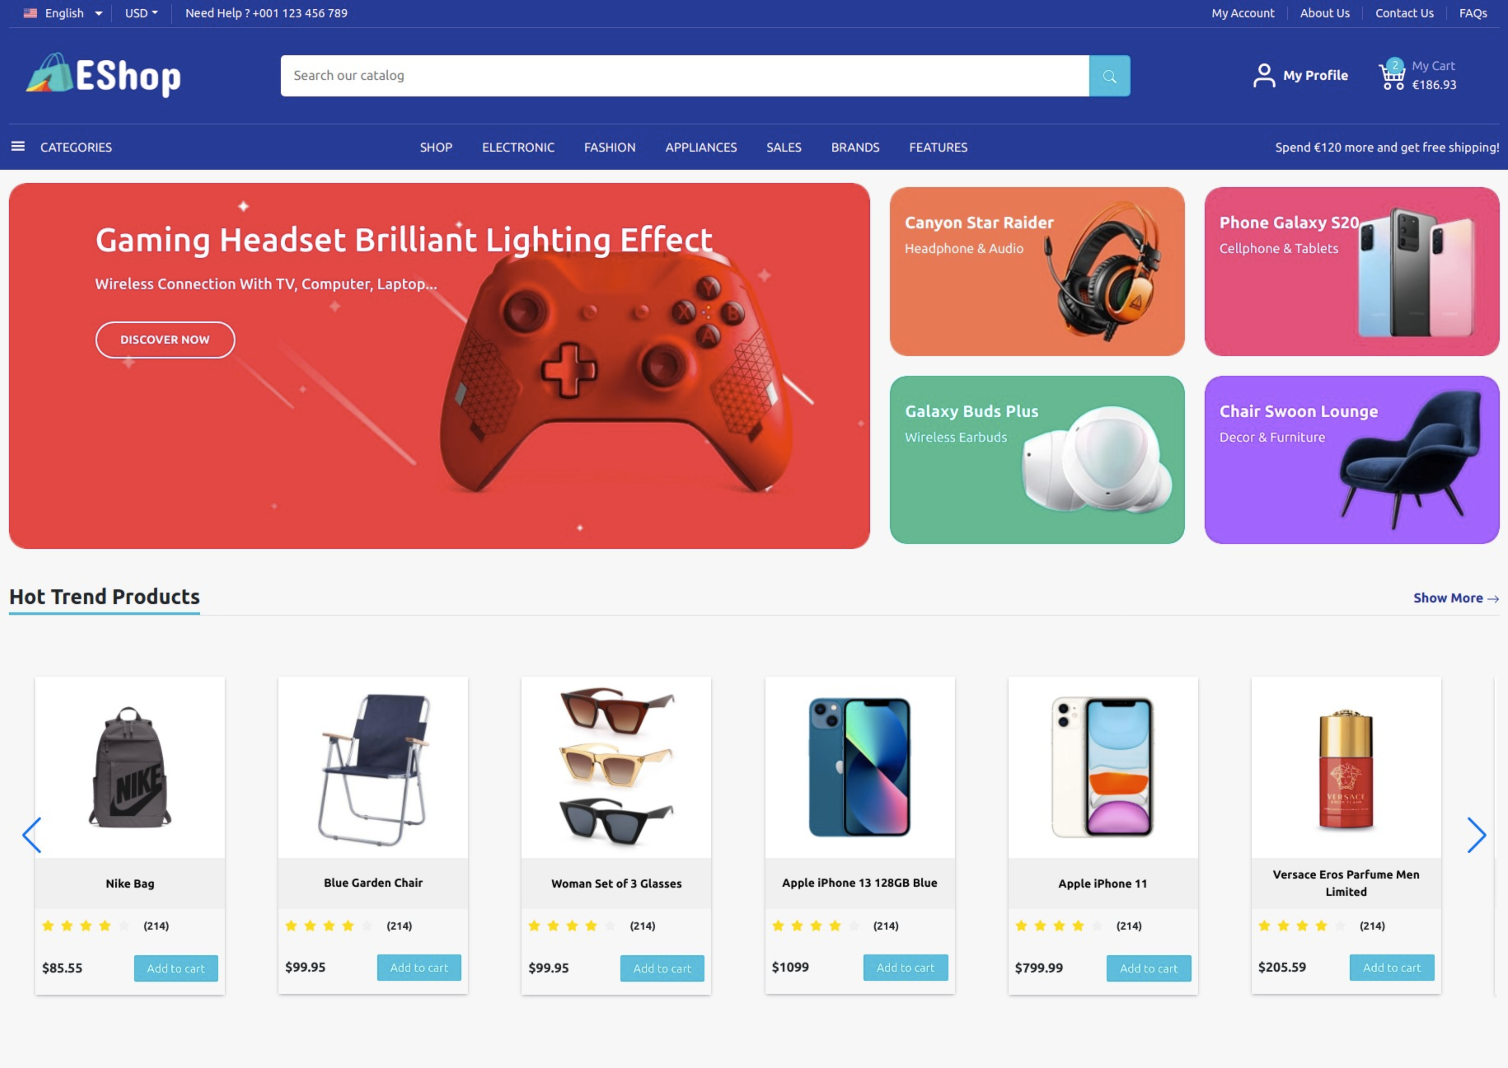 English
USD
Need Help ? +001 123 456 789
My Account
About Us
Contact Us
FAQs
EShop
Search our catalog
My Profile
2
My Cart
€186.93
CATEGORIES
SHOP
ELECTRONIC
FASHION
APPLIANCES
SALES
BRANDS
FEATURES
Spend €120 more and get free shipping!
Gaming Headset Brilliant Lighting Effect
Wireless Connection With TV, Computer, Laptop...
DISCOVER NOW
Y
X
B
A
Canyon Star Raider
Headphone & Audio
Phone Galaxy S20
Cellphone & Tablets
Galaxy Buds Plus
Wireless Earbuds
Chair Swoon Lounge
Decor & Furniture
Hot Trend Products
Show More
NIKE
VERSACE
Nike Bag
(214)
$85.55
Add to cart
Blue Garden Chair
(214)
$99.95
Add to cart
Woman Set of 3 Glasses
(214)
$99.95
Add to cart
Apple iPhone 13 128GB Blue
(214)
$1099
Add to cart
Apple iPhone 11
(214)
$799.99
Add to cart
Versace Eros Parfume Men
Limited
(214)
$205.59
Add to cart